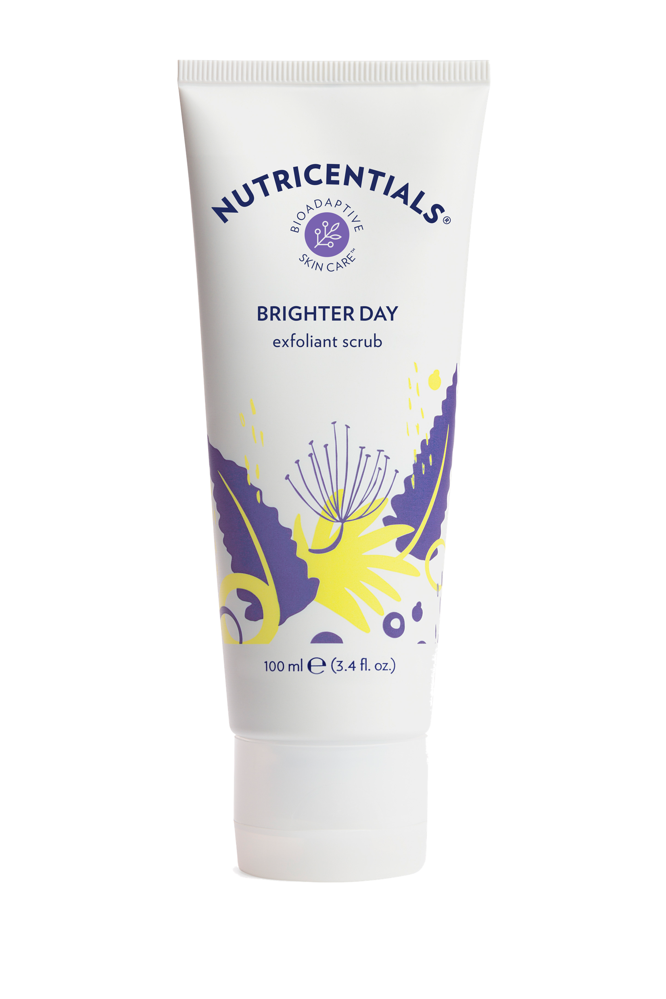 NUTRICENTIALS®
BIOADAPTIVE
SKIN CARE™
BRIGHTER DAY
exfoliant scrub
100 ml ℮ (3.4 fl. oz.)